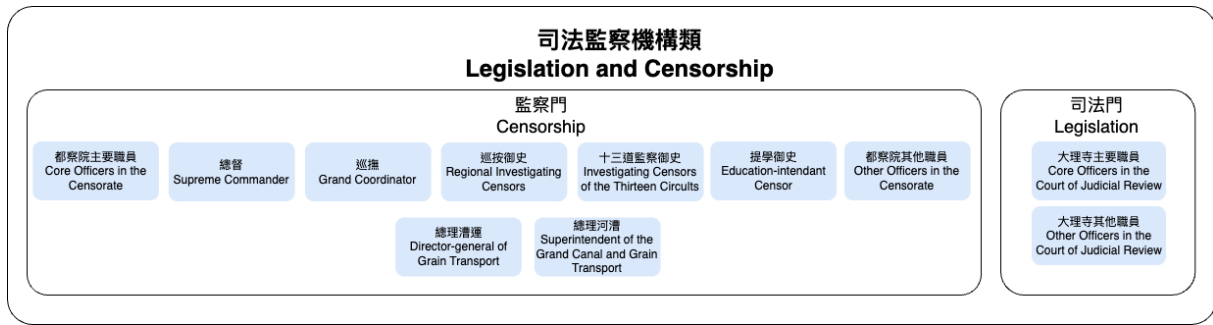 司法監察機構類
Legislation and Censorship
監察門
Censorship
都察院主要職員
Core Officers in the
Censorate
總督
Supreme Commander
巡撫
Grand Coordinator
巡按御史
Regional Investigating
Censors
十三道監察御史
Investigating Censors
of the Thirteen Circults
提學御史
Education-intendant
Censor
都察院其他職員
Other Officers in the
Censorate
總理漕運
Director-general of
Grain Transport
總理河漕
Superintendent of the
Grand Canal and Grain
Transport
司法門
Legislation
大理寺主要職員
Core Officers in the
Court of Judicial Review
大理寺其他職員
Other Officers in the
Court of Judicial Review